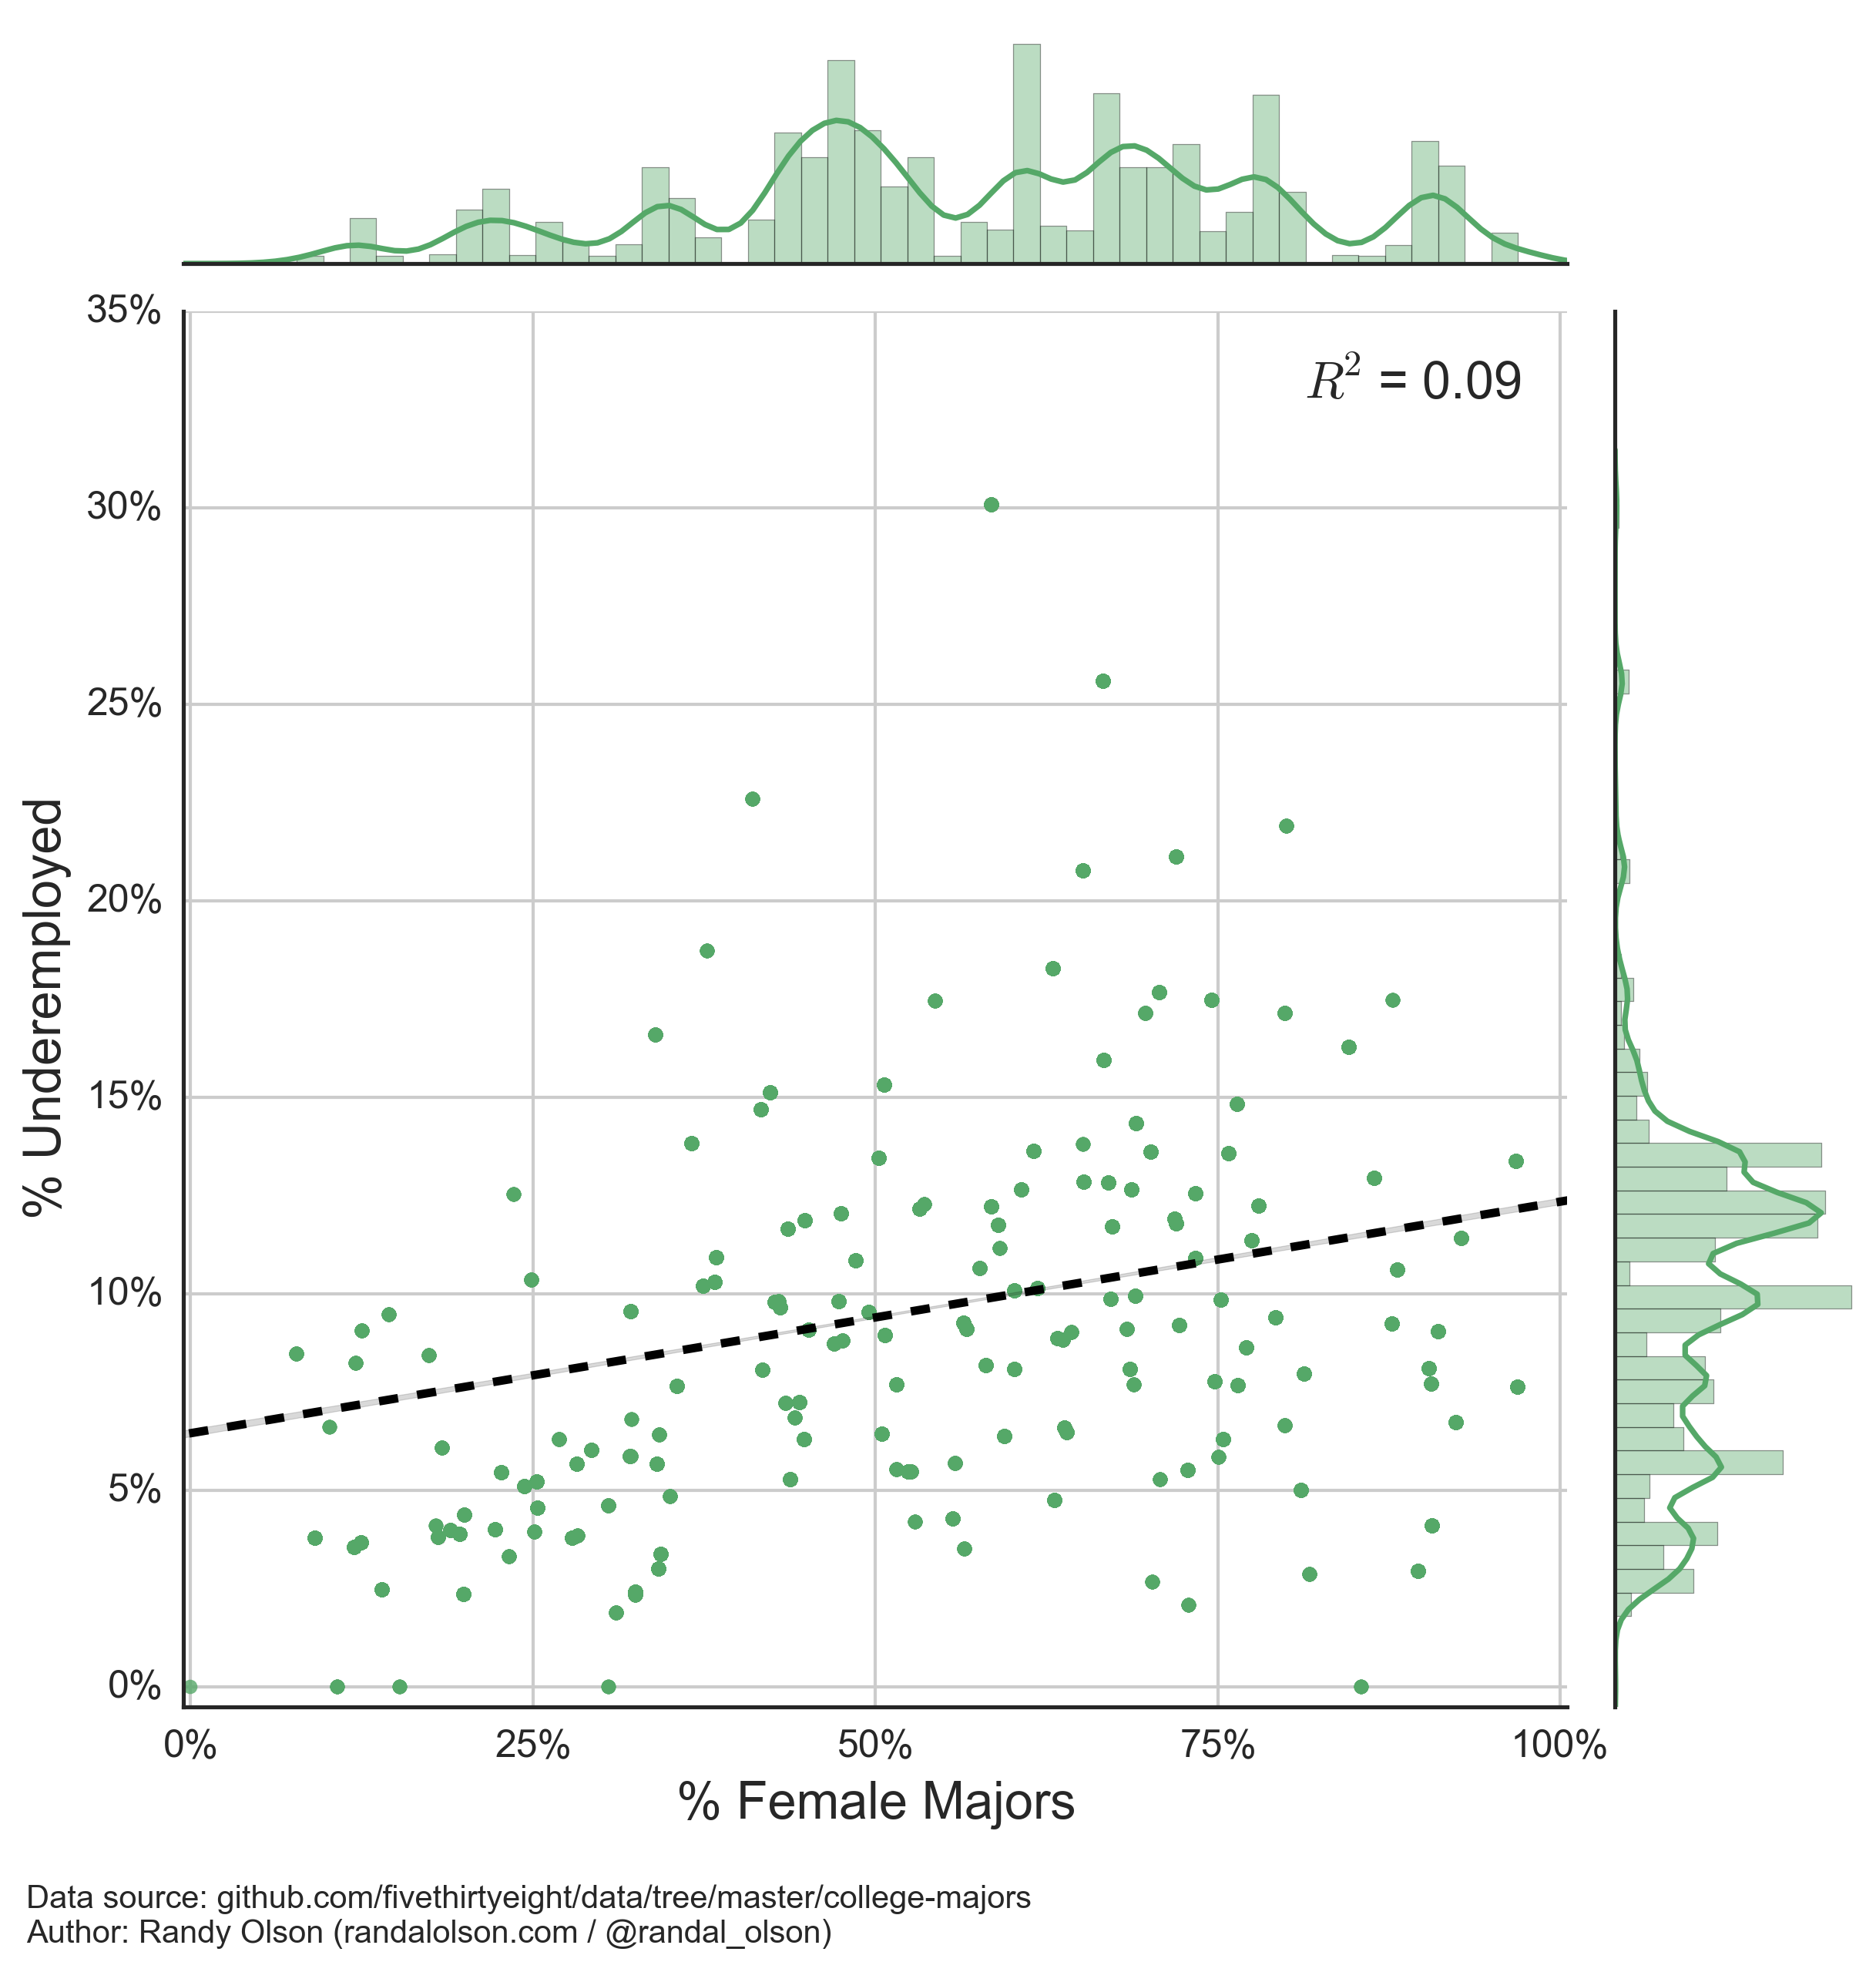 35%
R² = 0.09
30%
25%
20%
15%
10%
5%
0%
% Underemployed
0% 25% 50% 75% 100%
% Female Majors
Data source: github.com/fivethirtyeight/data/tree/master/college-majors
Author: Randy Olson (randalolson.com / @randal_olson)